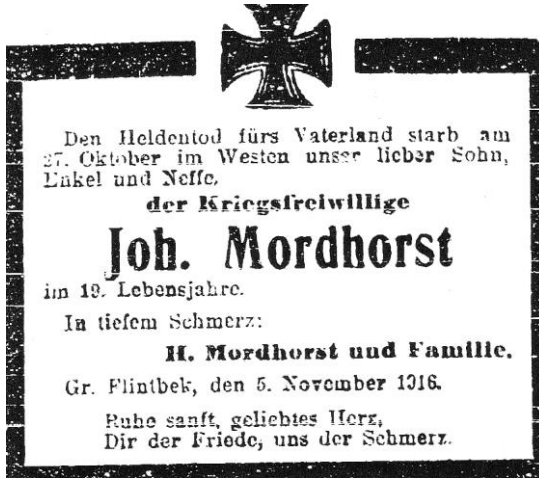 Den Heldentod fürs Vaterland starb am
27. Oktober im Westen unser lieber Sohn,
Enkel und Neffe,
der Kriegsfreiwillige
Joh. Mordhorst
im 19. Lebensjahre.
In tiefem Schmerz:
H. Mordhorst und Familie.
Gr. Flintbek, den 5. November 1916.
Ruhe sanft, geliebtes Herz,
Dir der Friede, uns der Schmerz.